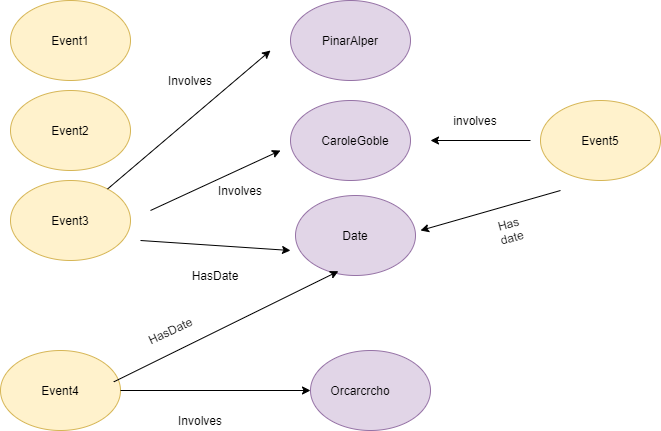 Event1
PinarAlper
Involves
Event2
CaroleGoble
involves
Event5
Involves
Event3
Date
Has
date
HasDate
HasDate
Event4
Orcarcrcho
Involves